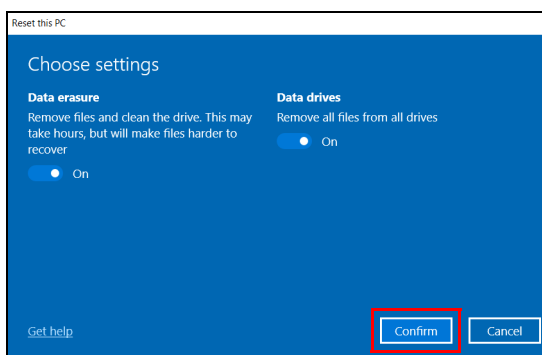 Reset this PC
Choose settings
Data erasure
Remove files and clean the drive. This may
take hours, but will make files harder to
recover
On
Data drives
Remove all files from all drives
On
Get help
Confirm
Cancel